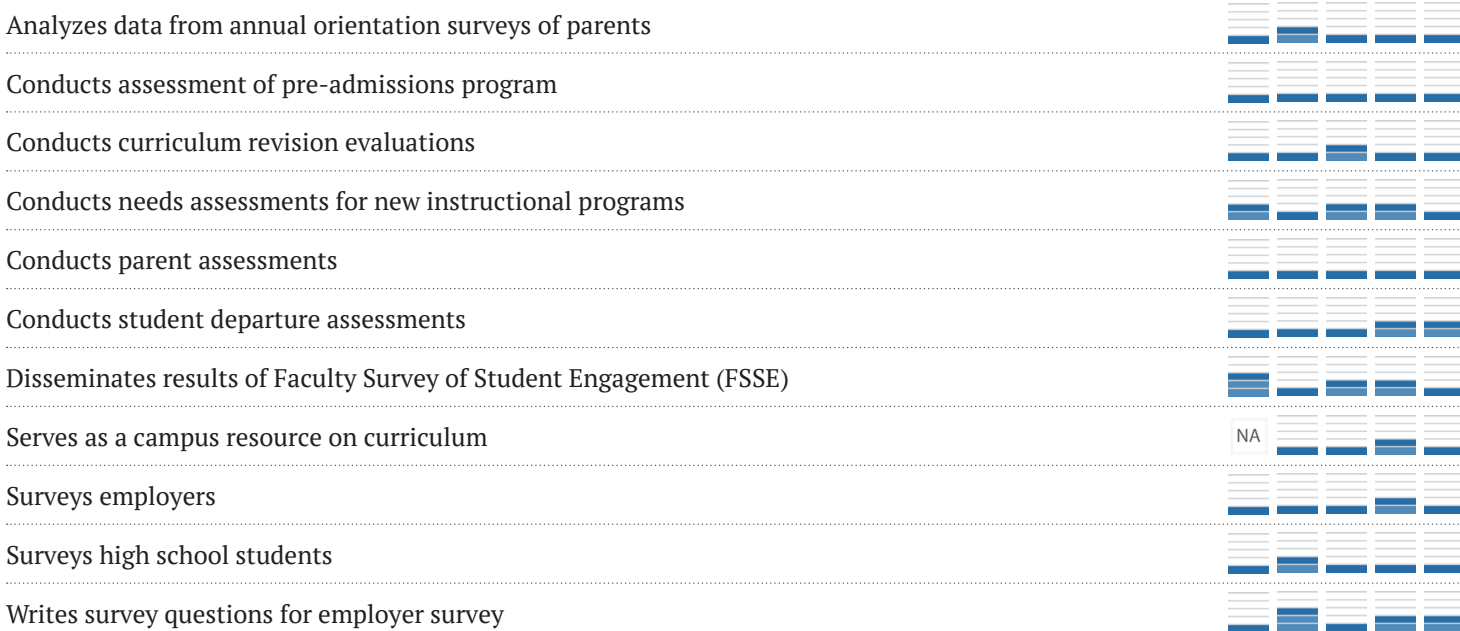 Analyzes data from annual orientation surveys of parents
Conducts assessment of pre-admissions program
Conducts curriculum revision evaluations
Conducts needs assessments for new instructional programs
Conducts parent assessments
Conducts student departure assessments
Disseminates results of Faculty Survey of Student Engagement (FSSE)
Serves as a campus resource on curriculum NA
Surveys employers
Surveys high school students
Writes survey questions for employer survey